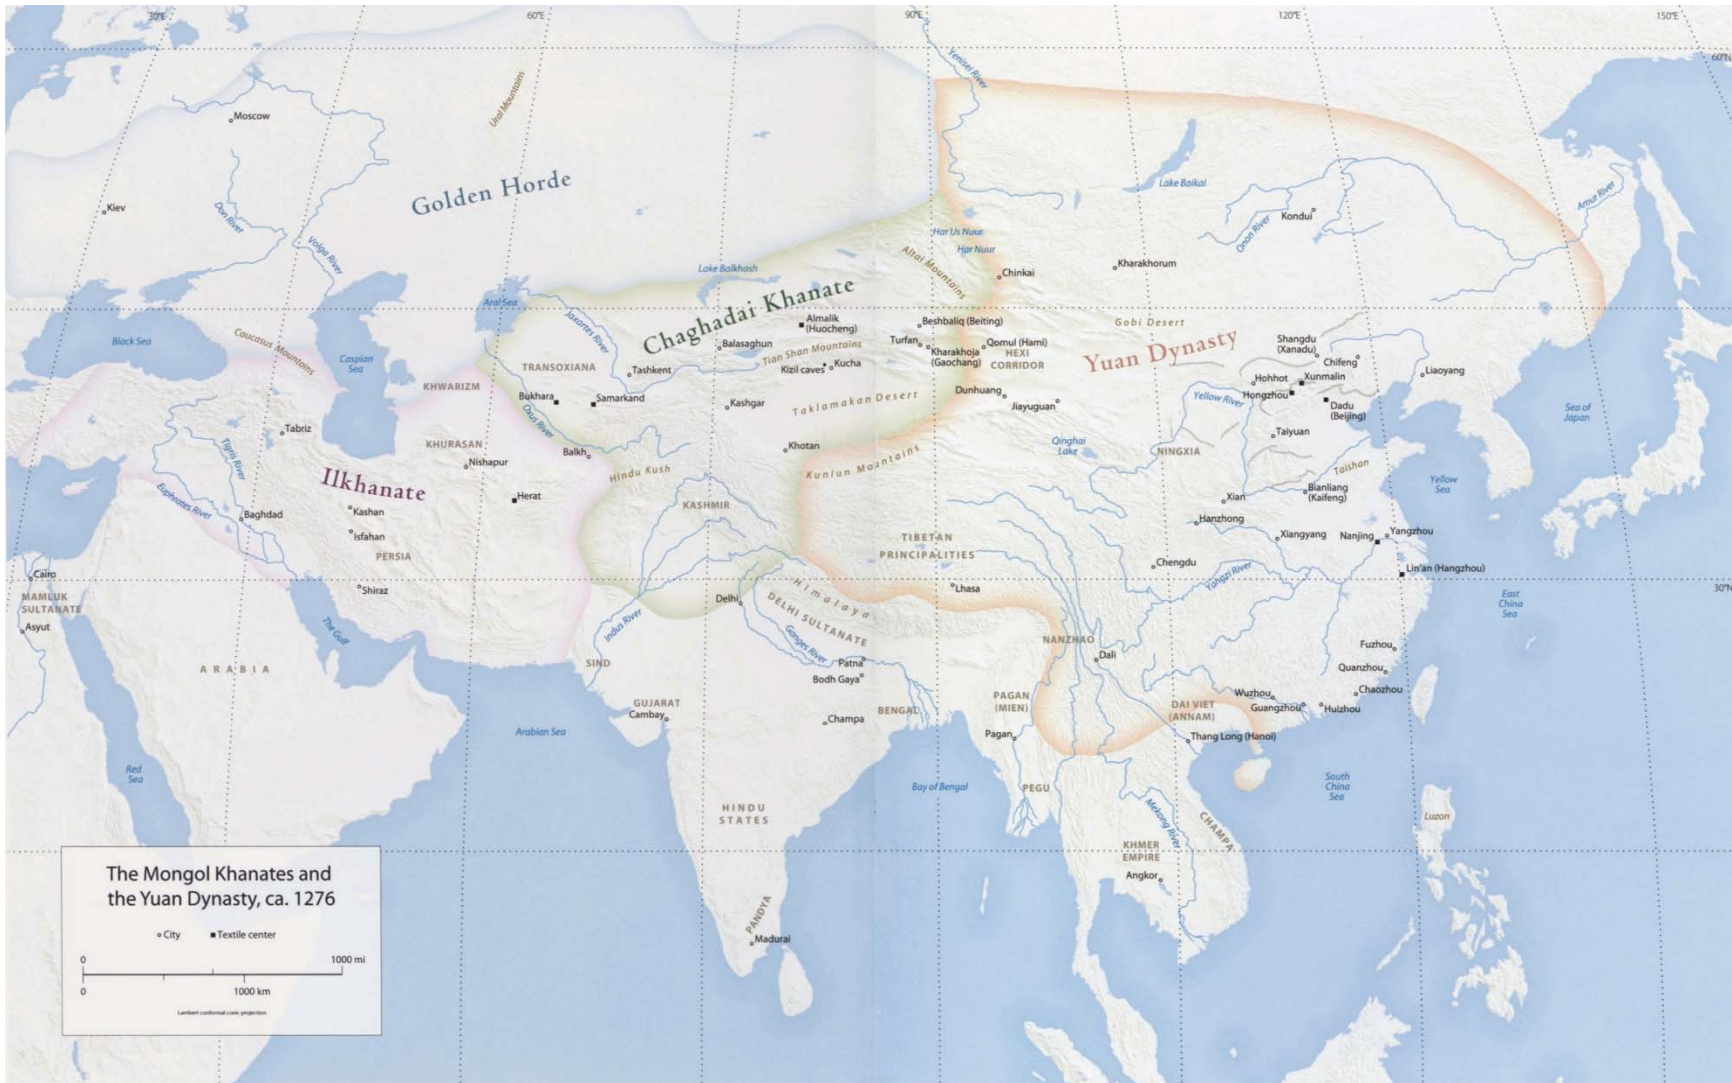 30°E
60°E
90°E
120°E
150°E
60°N
Yenisei River
Ural Mountains
Moscow
Golden Horde
Lake Baikal
Kiev
Don River
Volga River
Kondui
Onon River
Amur River
Har Us Nuur
Har Nuur
Altai Mountains
Chinkai
Kharakhorum
Lake Balkhash
Aral Sea
Chaghadai Khanate
Jaxartes River
Almalik
(Huocheng)
Beshbaliq (Beiting)
Gobi Desert
Black Sea
Caucasus Mountains
Caspian
Sea
Balasaghun
Tian Shan Mountains
Turfan
Kharakhoja
(Gaochang)
Qomul (Hami)
HEXI
CORRIDOR
Yuan Dynasty
Shangdu
(Xanadu)
Chifeng
Liaoyang
TRANSOXIANA
Tashkent
Kizil caves
Kucha
KHWARIZM
Bukhara
Samarkand
Kashgar
Taklamakan Desert
Dunhuang
Jiayuguan
Hohhot
Xunmalin
Hongzhou
Dadu
(Beijing)
Yellow River
Sea of
Japan
Oxus River
Tabriz
KHURASAN
Nishapur
Balkh
Khotan
Qinghai
Lake
Taiyuan
NINGXIA
Tigris River
Hindu Kush
Kunlun Mountains
Taishan
Ilkhanate
Herat
Yellow
Sea
Euphrates River
Baghdad
Kashan
Isfahan
KASHMIR
Xian
Bianliang
(Kaifeng)
Hanzhong
PERSIA
TIBETAN
PRINCIPALITIES
Xiangyang
Nanjing
Yangzhou
Cairo
Shiraz
Chengdu
Yangzi River
Lin'an (Hangzhou)
MAMLUK
SULTANATE
Himalaya
Lhasa
30°N
Asyut
The Gulf
Indus River
Delhi
DELHI SULTANATE
Ganges River
East
China
Sea
NANZHAO
Dali
Fuzhou
ARABIA
SIND
Patna
Bodh Gaya
Quanzhou
GUJARAT
Cambay
BENGAL
PAGAN
(MIEN)
DAI VIET
(ANNAM)
Wuzhou
Guangzhou
Huizhou
Chaozhou
Champa
Pagan
Thang Long (Hanoi)
Arabian Sea
Red
Sea
Bay of Bengal
PEGU
South
China
Sea
HINDU
STATES
Mekong River
CHAMPA
Luzon
KHMER
EMPIRE
Angkor
PANDYA
Madurai
The Mongol Khanates and
the Yuan Dynasty, ca. 1276
City
Textile center
0
1000 mi
0
1000 km
Lambert conformal conic projection